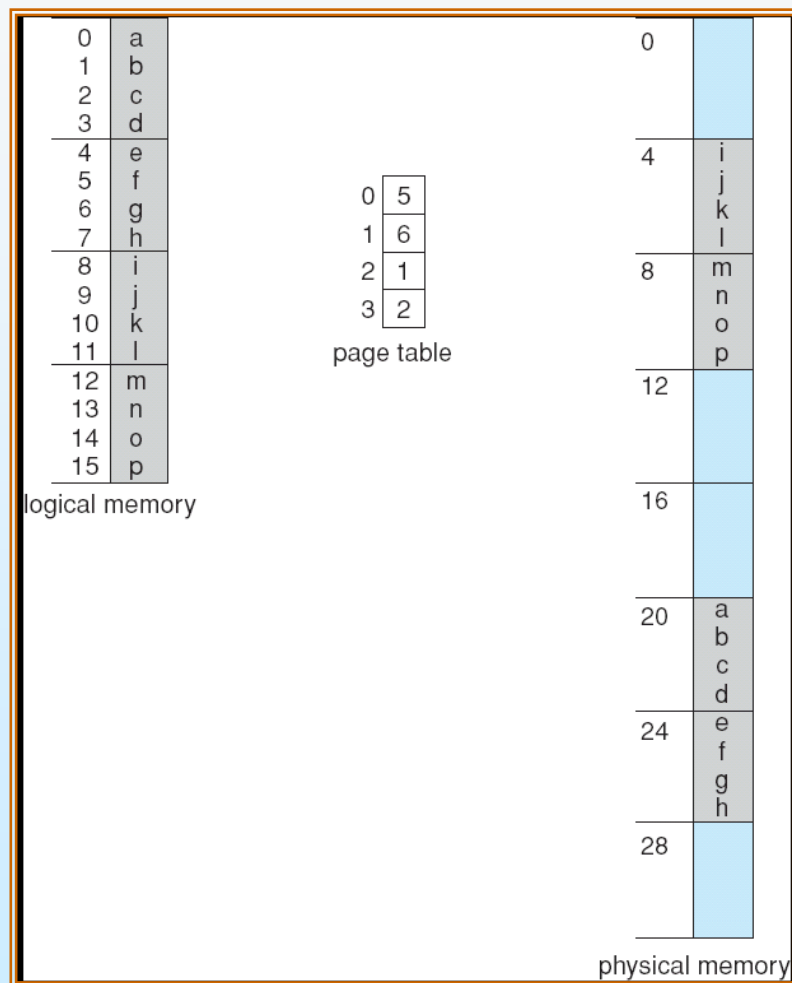 0 a
1 b
2 c
3 d
4 e
5 f
6 g
7 h
8 i
9 j
10 k
11 l
12 m
13 n
14 o
15 p
logical memory
0 5
1 6
2 1
3 2
page table
0
4 i
j
k
l
8 m
n
o
p
12
16
20 a
b
c
d
24 e
f
g
h
28
physical memory